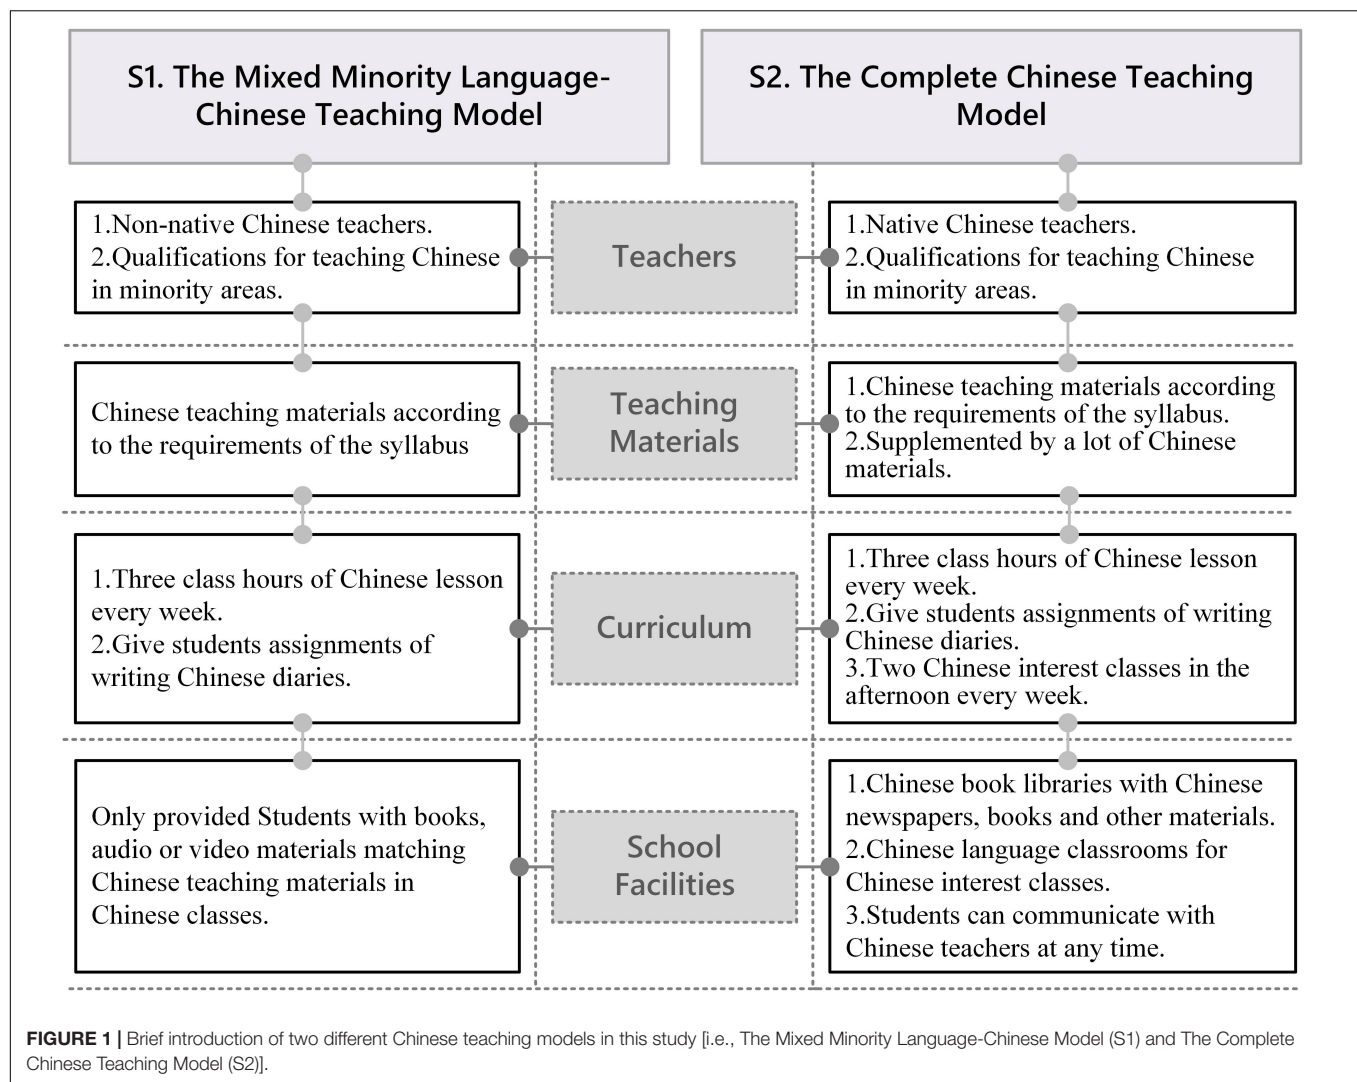 S1. The Mixed Minority Language-
Chinese Teaching Model
S2. The Complete Chinese Teaching
Model
1.Non-native Chinese teachers.
2.Qualifications for teaching Chinese
in minority areas.
Teachers
1.Native Chinese teachers.
2.Qualifications for teaching Chinese
in minority areas.
Chinese teaching materials according
to the requirements of the syllabus
Teaching
Materials
1.Chinese teaching materials according
to the requirements of the syllabus.
2.Supplemented by a lot of Chinese
materials.
1.Three class hours of Chinese lesson
every week.
2.Give students assignments of
writing Chinese diaries.
Curriculum
1.Three class hours of Chinese lesson
every week.
2.Give students assignments of writing
Chinese diaries.
3.Two Chinese interest classes in the
afternoon every week.
Only provided Students with books,
audio or video materials matching
Chinese teaching materials in
Chinese classes.
School
Facilities
1.Chinese book libraries with Chinese
newspapers, books and other materials.
2.Chinese language classrooms for
Chinese interest classes.
3.Students can communicate with
Chinese teachers at any time.
FIGURE 1 | Brief introduction of two different Chinese teaching models in this study [i.e., The Mixed Minority Language-Chinese Model (S1) and The Complete
Chinese Teaching Model (S2)].